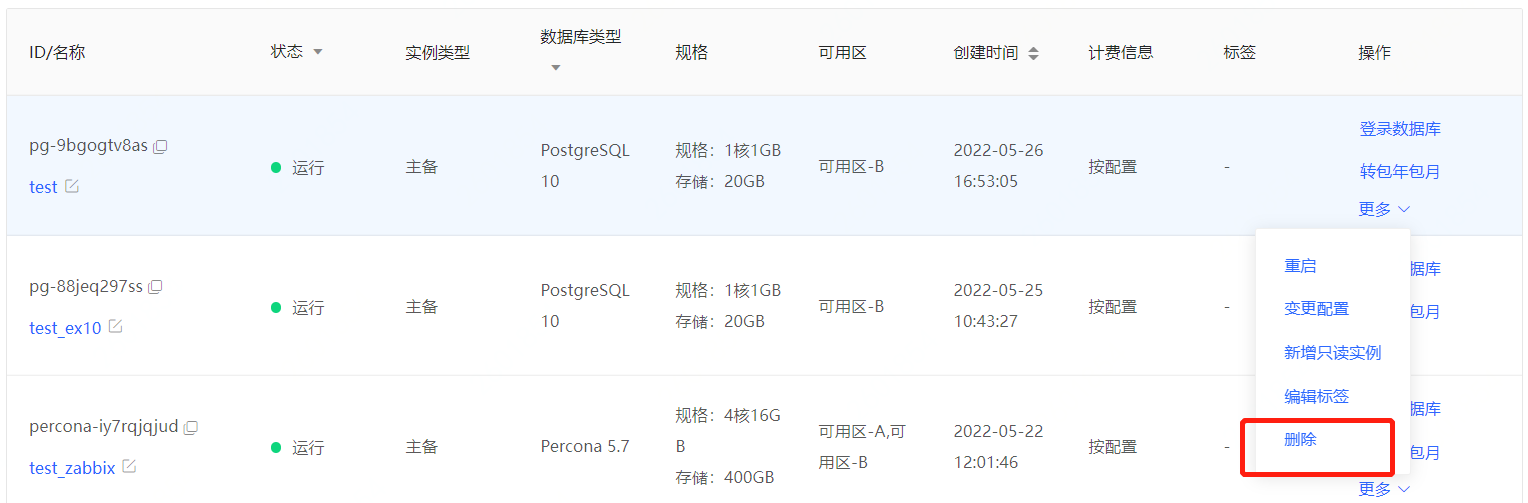 ID/名称
状态
实例类型
数据库类型
规格
可用区
创建时间
计费信息
标签
操作
pg-9bgogtv8as
test
运行
主备
PostgreSQL
10
规格：1核1GB
存储：20GB
可用区-B
2022-05-26
16:53:05
按配置
-
登录数据库
转包年包月
更多
pg-88jeq297ss
test_ex10
运行
主备
PostgreSQL
10
规格：1核1GB
存储：20GB
可用区-B
2022-05-25
10:43:27
按配置
-
据库
包月
重启
变更配置
新增只读实例
编辑标签
删除
percona-iy7rqjqjud
test_zabbix
运行
主备
Percona 5.7
规格：4核16G
B
存储：400GB
可用区-A,可
用区-B
2022-05-22
12:01:46
按配置
-
据库
包月
更多